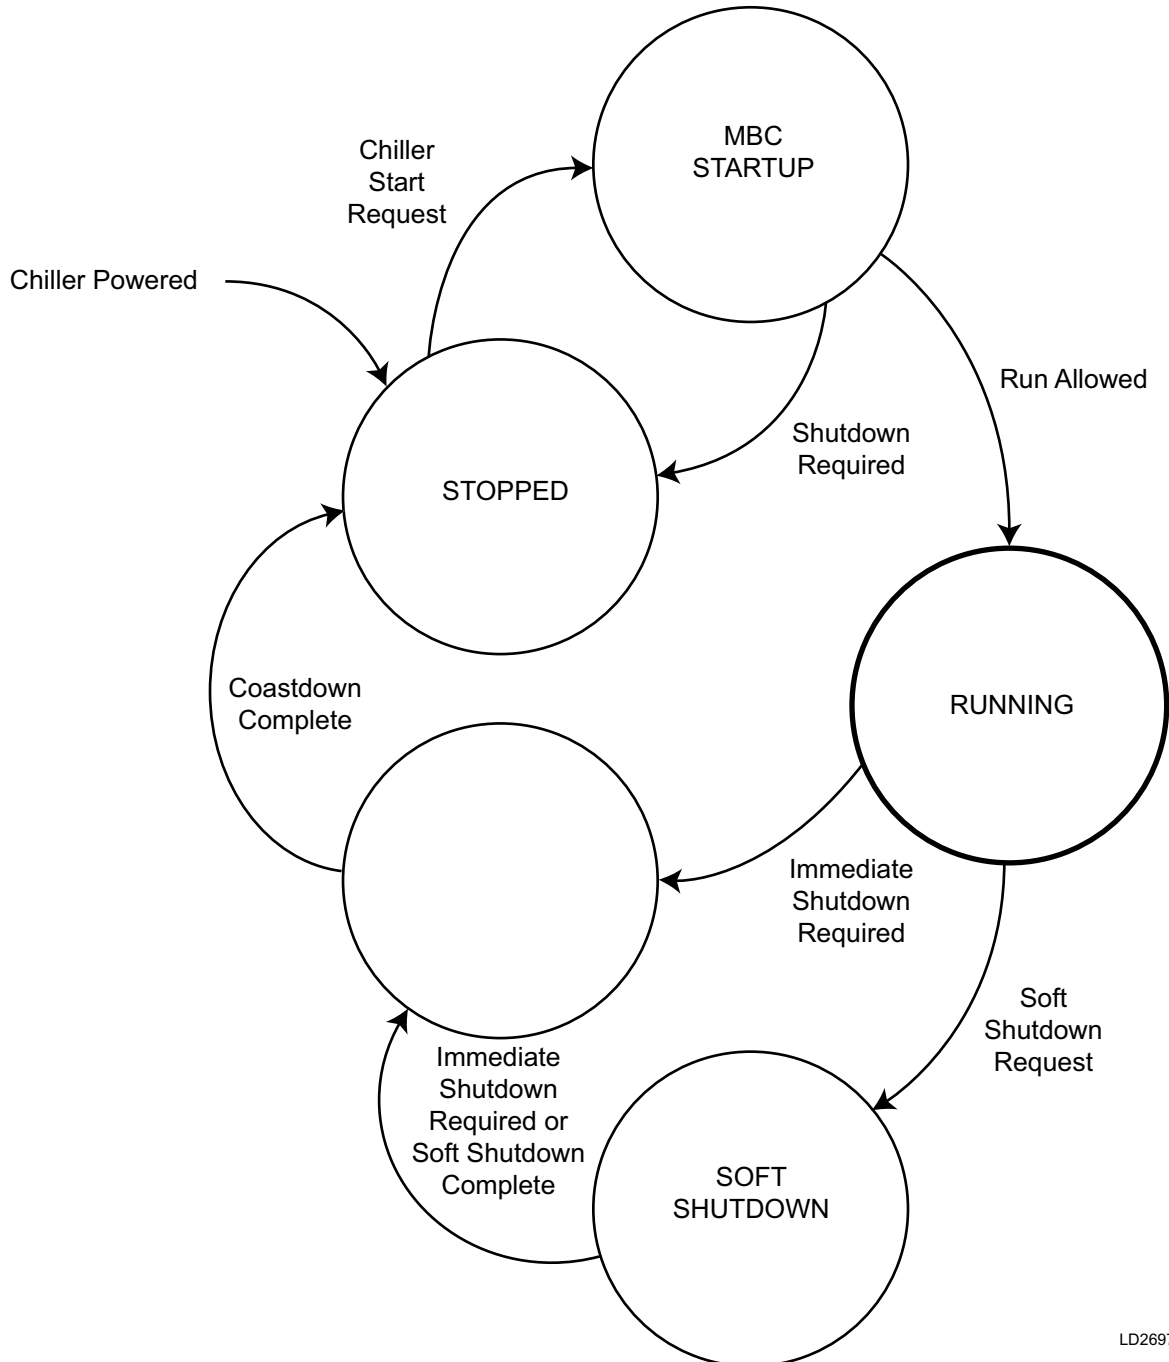 MBC
STARTUP
Chiller
Start
Request
Chiller Powered
Run Allowed
Shutdown
Required
STOPPED
Coastdown
Complete
RUNNING
Immediate
Shutdown
Required
Soft
Shutdown
Request
Immediate
Shutdown
Required or
Soft Shutdown
Complete
SOFT
SHUTDOWN
LD2697